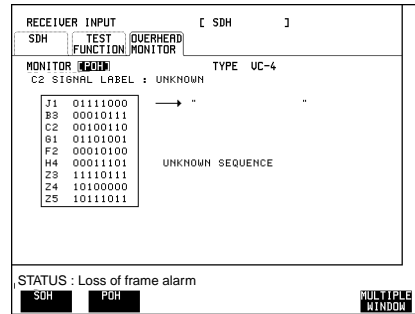 RECEIVER INPUT [ SDH ]
SDH TEST FUNCTION OVERHEAD MONITOR
MONITOR [POH] TYPE VC-4
C2 SIGNAL LABEL : UNKNOWN
J1 01111000 → " "
B3 00010111
C2 00100110
G1 01101001
F2 00010100
H4 00011101 UNKNOWN SEQUENCE
Z3 11110111
Z4 10100000
Z5 10111011
STATUS : Loss of frame alarm
SOH POH MULTIPLE WINDOW